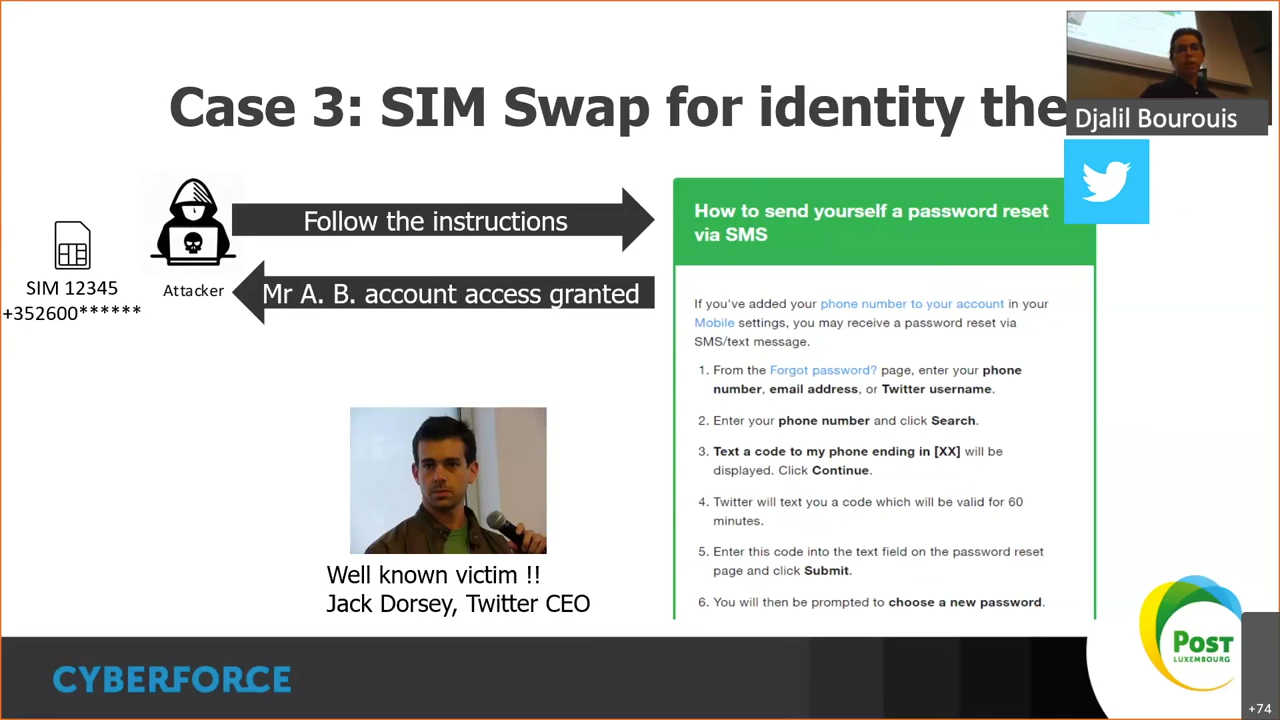 Case 3: SIM Swap for identity the
Djalil Bourouis
Follow the instructions
SIM 12345
+352600******
Attacker
Mr A. B. account access granted
How to send yourself a password reset
via SMS
If you've added your phone number to your account in your
Mobile settings, you may receive a password reset via
SMS/text message.
1. From the Forgot password? page, enter your phone
number, email address, or Twitter username.
2. Enter your phone number and click Search.
3. Text a code to my phone ending in [XX] will be
displayed. Click Continue.
4. Twitter will text you a code which will be valid for 60
minutes.
5. Enter this code into the text field on the password reset
page and click Submit.
6. You will then be prompted to choose a new password.
Well known victim !!
Jack Dorsey, Twitter CEO
CYBERFORCE
POST
LUXEMBOURG
+74